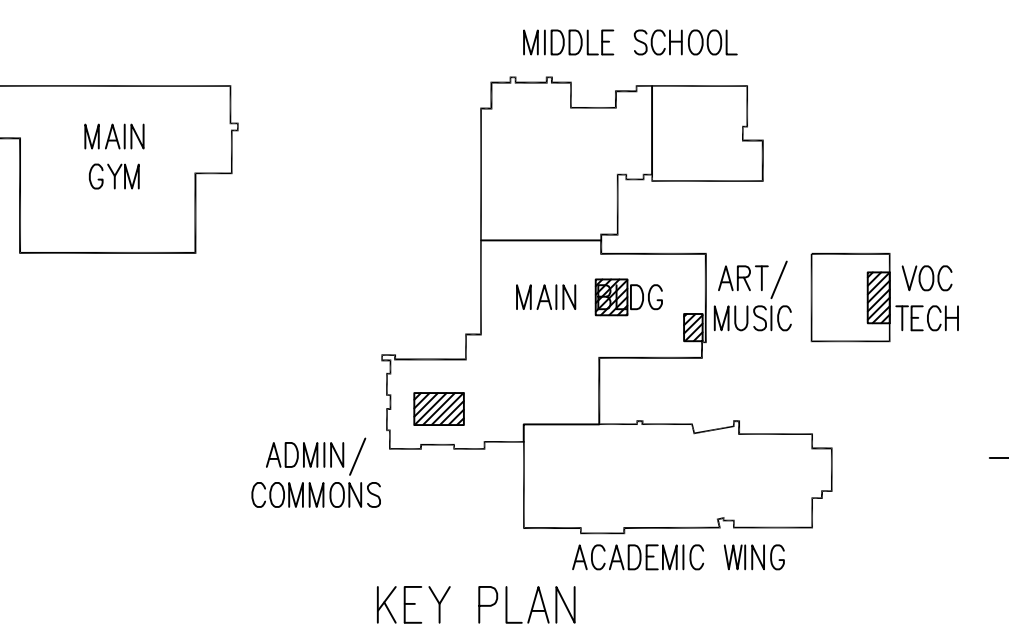 MIDDLE SCHOOL
MAIN
GYM
MAIN BLDG
ART/
MUSIC
VOC
TECH
ADMIN/
COMMONS
ACADEMIC WING
KEY PLAN